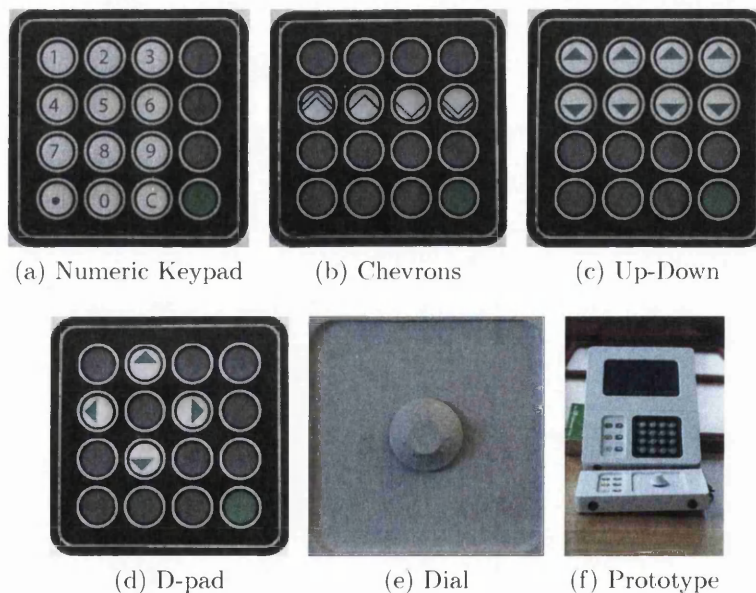 1 2 3
4 5 6
7 8 9
• 0 C
(a) Numeric Keypad (b) Chevrons (c) Up-Down
(d) D-pad (e) Dial (f) Prototype